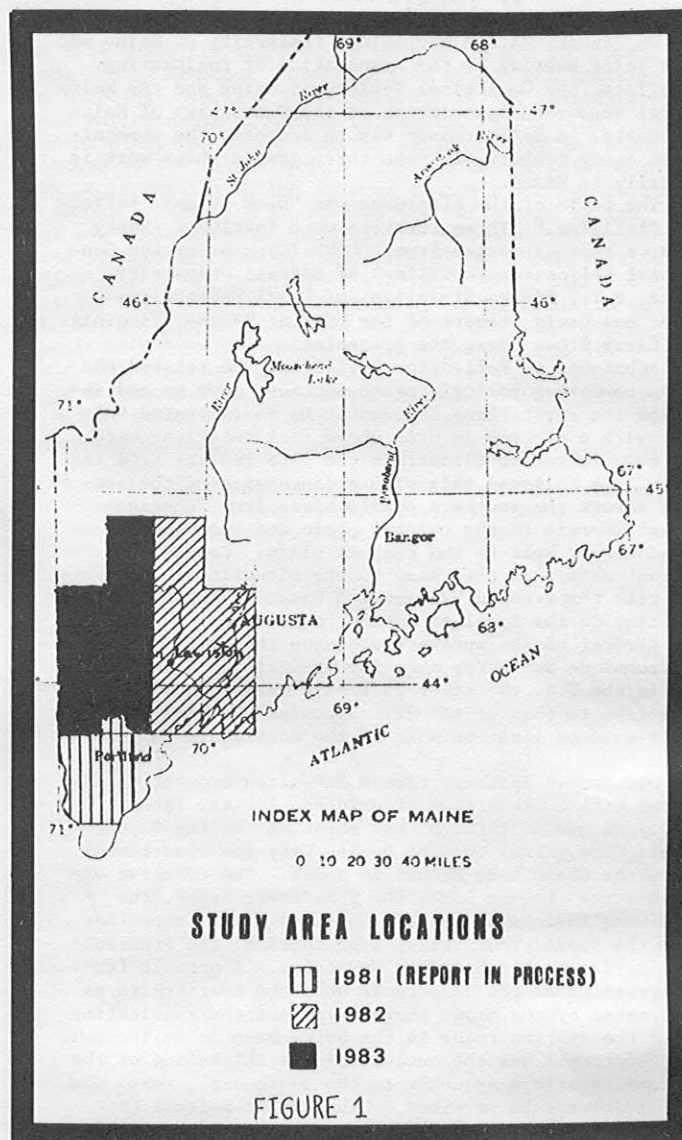 69° 68°
47° 47°
70°
River
St John
Aroostook
River
CANADA
CANADA
46° 46°
Moosehead
Lake
River
River
Penobscot
71°
67°
45°
67°
Bangor
AUGUSTA
68°
Lewiston
OCEAN
44°
69°
70°
ATLANTIC
Portland
71°
INDEX MAP OF MAINE
0 10 20 30 40 MILES
STUDY AREA LOCATIONS
1981 (REPORT IN PROCESS)
1982
1983
FIGURE 1